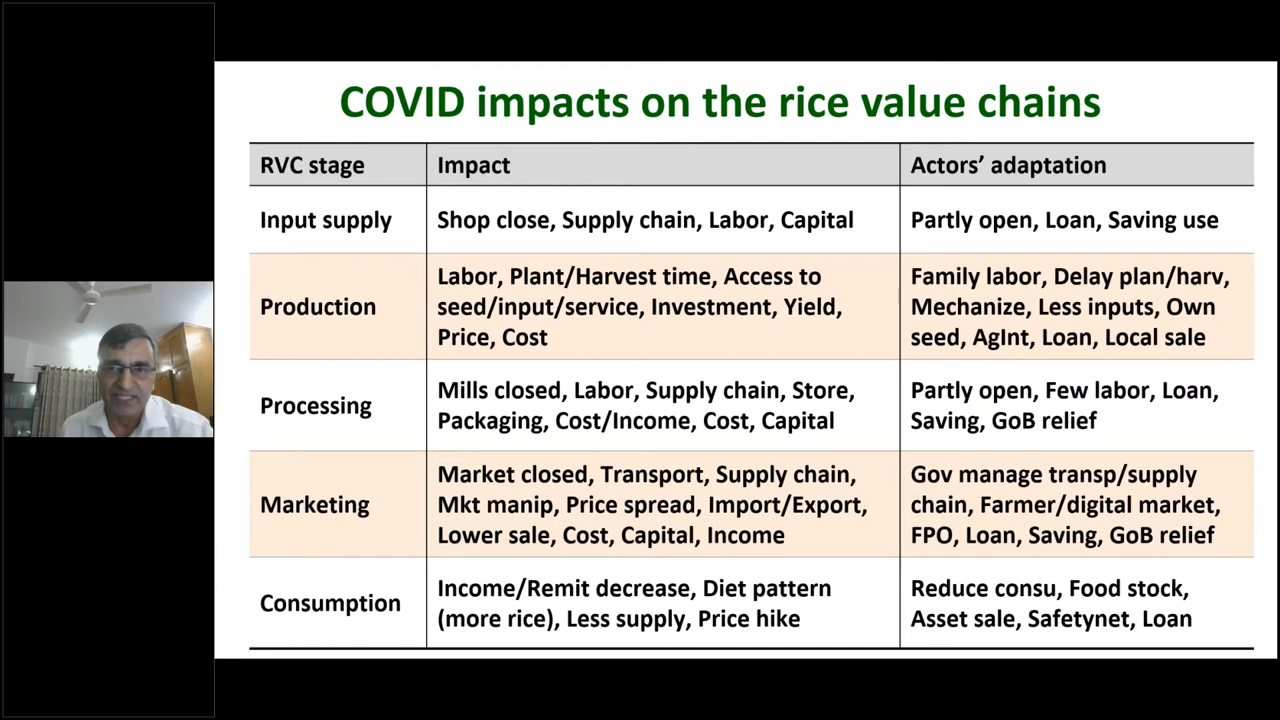 COVID impacts on the rice value chains
RVC stage Impact Actors’ adaptation
Input supply Shop close, Supply chain, Labor, Capital Partly open, Loan, Saving use
Production
Labor, Plant/Harvest time, Access to
seed/input/service, Investment, Yield,
Price, Cost
Family labor, Delay plan/harv,
Mechanize, Less inputs, Own
seed, AgInt, Loan, Local sale
Processing
Mills closed, Labor, Supply chain, Store,
Packaging, Cost/Income, Cost, Capital
Partly open, Few labor, Loan,
Saving, GoB relief
Marketing
Market closed, Transport, Supply chain,
Mkt manip, Price spread, Import/Export,
Lower sale, Cost, Capital, Income
Gov manage transp/supply
chain, Farmer/digital market,
FPO, Loan, Saving, GoB relief
Consumption
Income/Remit decrease, Diet pattern
(more rice), Less supply, Price hike
Reduce consu, Food stock,
Asset sale, Safetynet, Loan